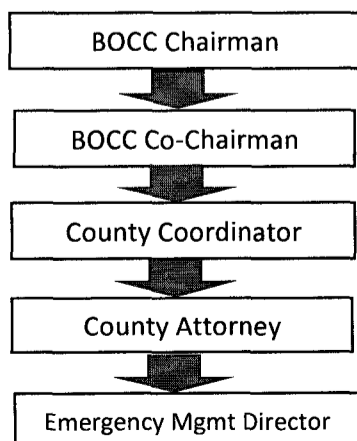 BOCC Chairman
BOCC Co-Chairman
County Coordinator
County Attorney
Emergency Mgmt Director